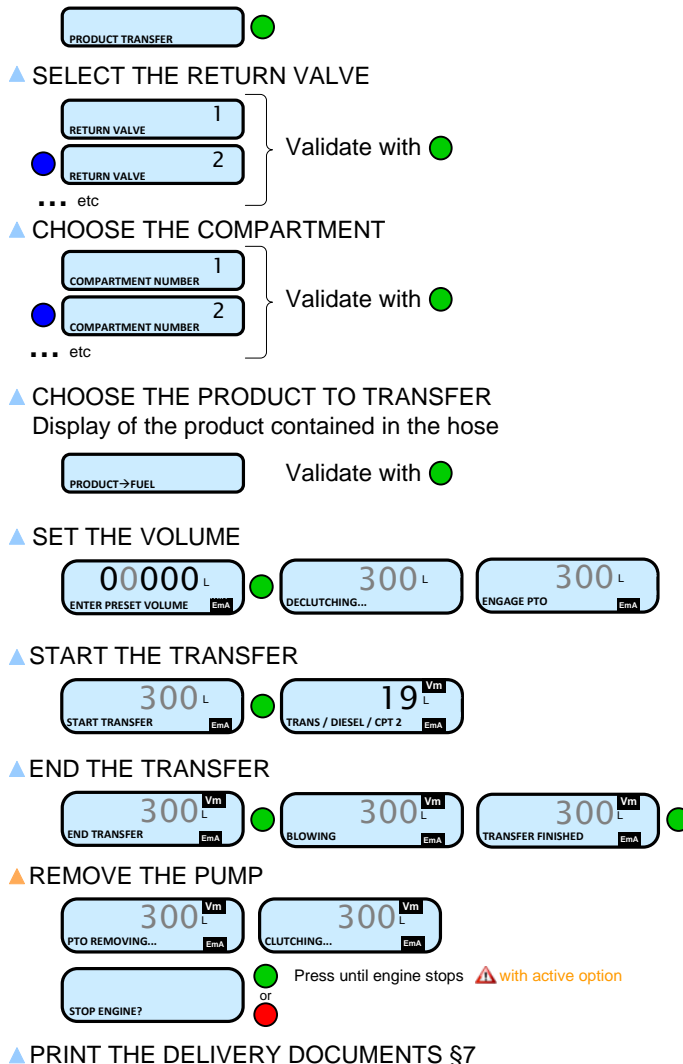 PRODUCT TRANSFER
SELECT THE RETURN VALVE
1
RETURN VALVE
Validate with
2
RETURN VALVE
... etc
CHOOSE THE COMPARTMENT
1
COMPARTMENT NUMBER
Validate with
2
COMPARTMENT NUMBER
... etc
CHOOSE THE PRODUCT TO TRANSFER
Display of the product contained in the hose
PRODUCT→FUEL Validate with
SET THE VOLUME
00000 L 300 L 300 L
ENTER PRESET VOLUME EmA DECLUTCHING... ENGAGE PTO EmA
START THE TRANSFER
300 L 19 L Vm
START TRANSFER EmA TRANS / DIESEL / CPT 2 EmA
END THE TRANSFER
300 L Vm 300 L Vm 300 L Vm
END TRANSFER EmA BLOWING EmA TRANSFER FINISHED EmA
REMOVE THE PUMP
300 L Vm 300 L Vm
PTO REMOVING... EmA CLUTCHING... EmA
Press until engine stops with active option
or
STOP ENGINE?
PRINT THE DELIVERY DOCUMENTS §7